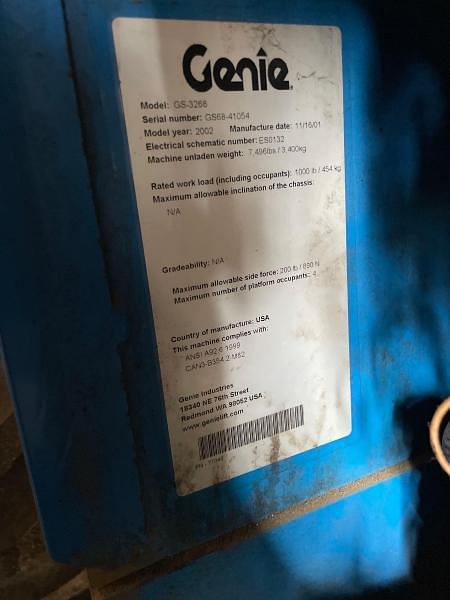 Genie
Model: GS-3268
Serial number: GS68-41054
Model year: 2002 Manufacture date: 11/16/01
Electrical schematic number: ES0132
Machine unladen weight: 7,496lbs / 3,400kg
Rated work load (including occupants): 1000 lb / 454 kg
Maximum allowable inclination of the chassis:
N/A
Gradeability: N/A
Maximum allowable side force: 200 lb / 890 N
Maximum number of platform occupants: 4
Country of manufacture: USA
This machine complies with:
ANSI A92.6 1999
CAN3-B354.2-M82
Genie Industries
18340 NE 76th Street
Redmond WA 98052 USA
www.genielift.com
PN -